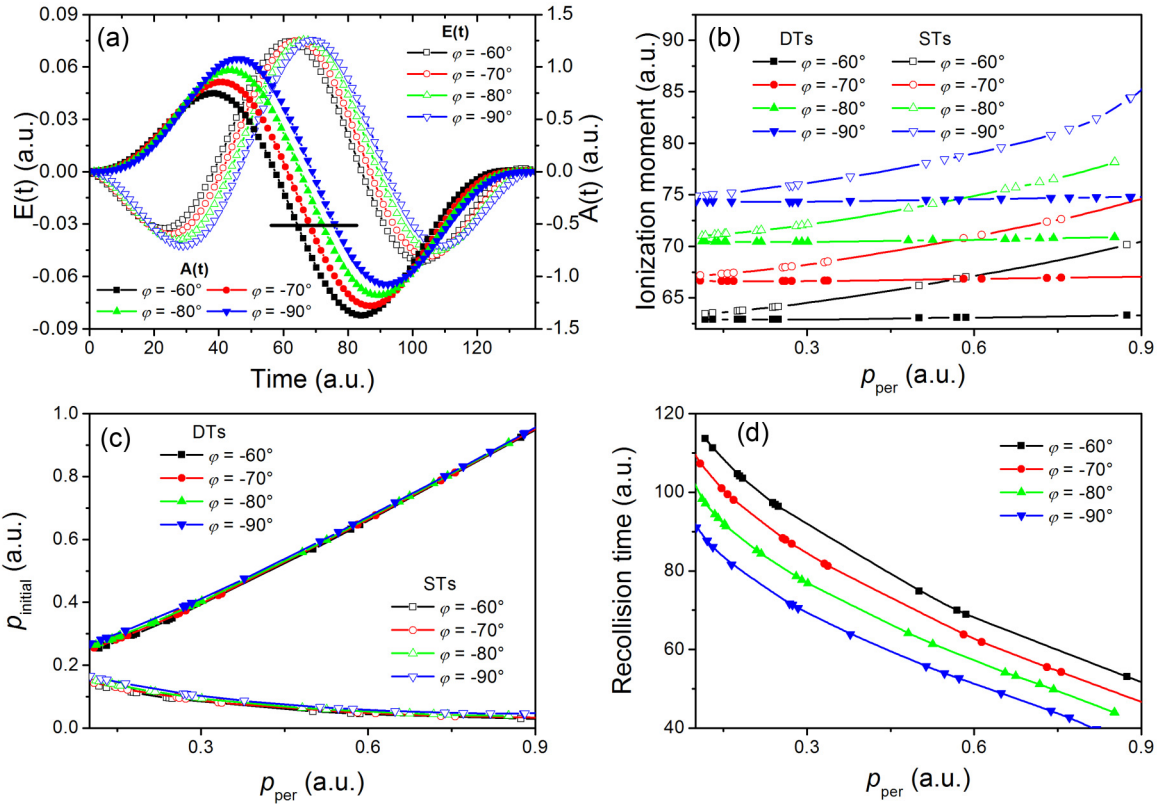 (a)
E(t)
φ = -60°
φ = -70°
φ = -80°
φ = -90°
A(t)
φ = -60° φ = -70°
φ = -80° φ = -90°
0.09
0.06
0.03
0.00
-0.03
-0.06
-0.09
E(t) (a.u.)
1.5
1.0
0.5
0.0
-0.5
-1.0
-1.5
A(t) (a.u.)
0 20 40 60 80 100 120 140
Time (a.u.)
(b)
DTs STs
φ = -60° φ = -60°
φ = -70° φ = -70°
φ = -80° φ = -80°
φ = -90° φ = -90°
90
85
80
75
70
65
Ionization moment (a.u.)
0.3 0.6 0.9
pper (a.u.)
(c)
DTs
φ = -60°
φ = -70°
φ = -80°
φ = -90°
STs
φ = -60°
φ = -70°
φ = -80°
φ = -90°
1.0
0.8
0.6
0.4
0.2
0.0
pinitial (a.u.)
0.3 0.6 0.9
pper (a.u.)
(d)
φ = -60°
φ = -70°
φ = -80°
φ = -90°
120
100
80
60
40
Recollision time (a.u.)
0.3 0.6 0.9
pper (a.u.)